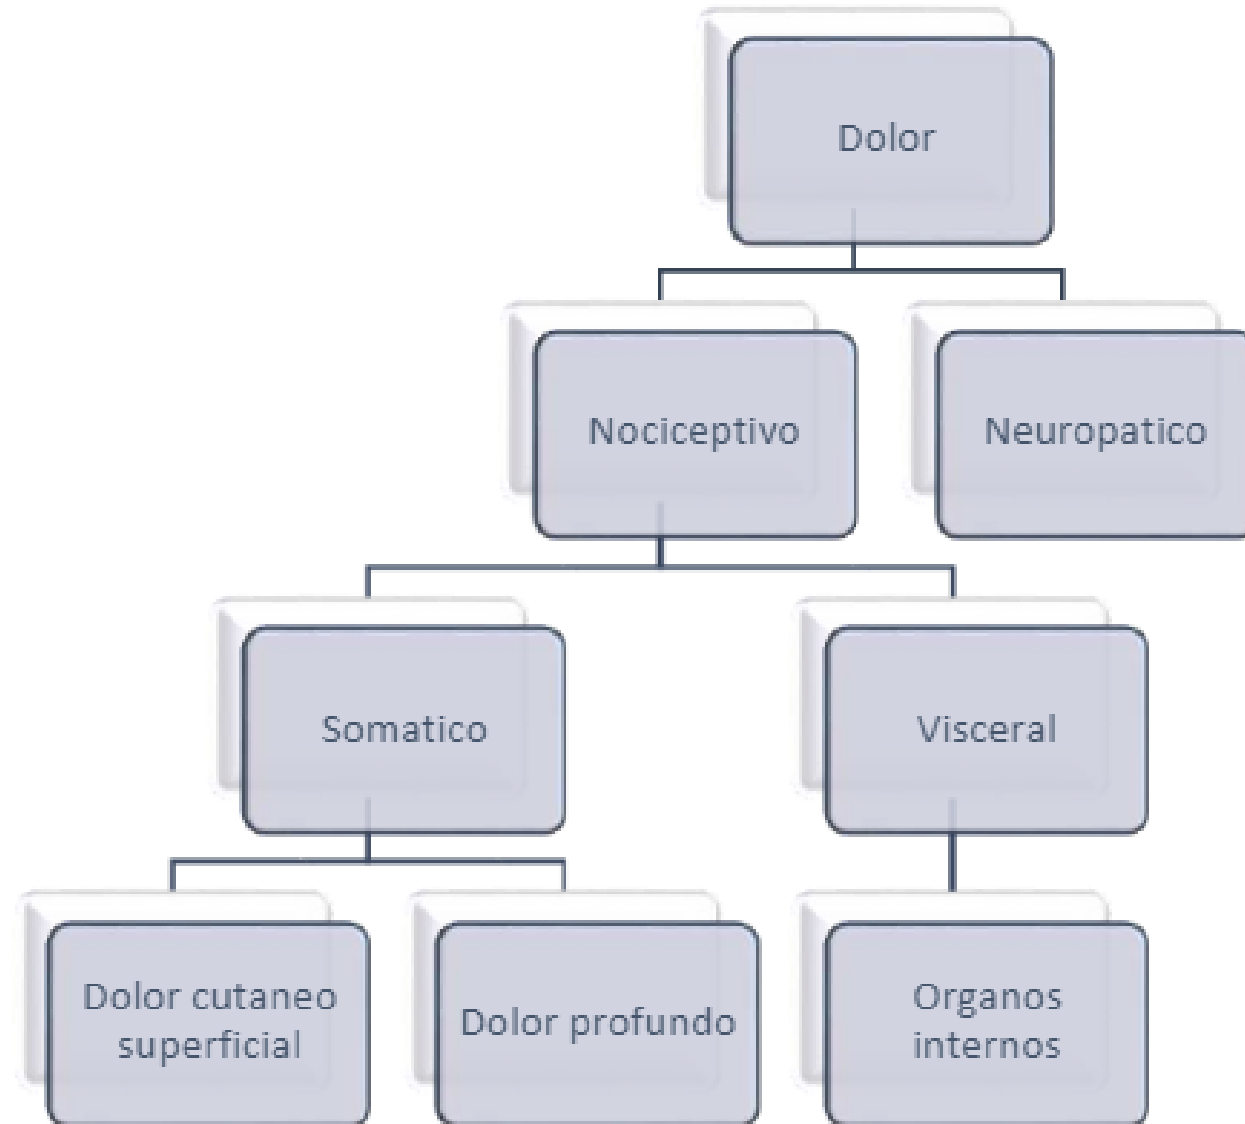 Dolor
Nociceptivo
Neuropatico
Somatico
Visceral
Dolor cutaneo
superficial
Dolor profundo
Organos
internos